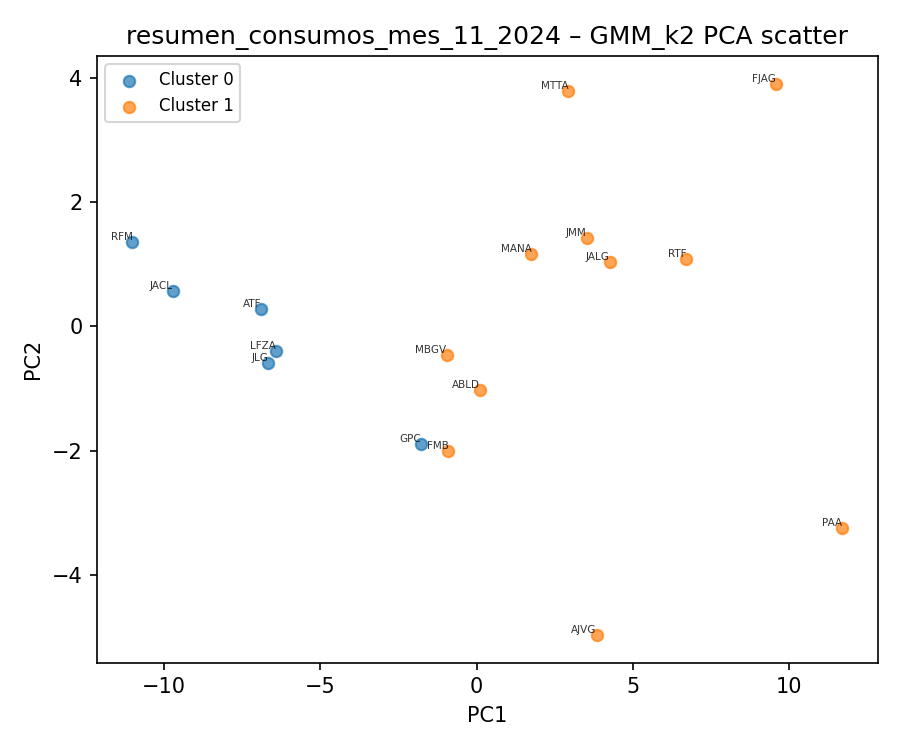 resumen_consumos_mes_11_2024 – GMM_k2 PCA scatter
Cluster 0
Cluster 1
MTTA
FJAG
RFM
JMM
MANA
JALG
RTF
JACL
ATF
LFZA
JLG
MBGV
ABLD
GPC
FMB
PAA
AJVG
4
2
0
−2
−4
PC2
−10
−5
0
5
10
PC1